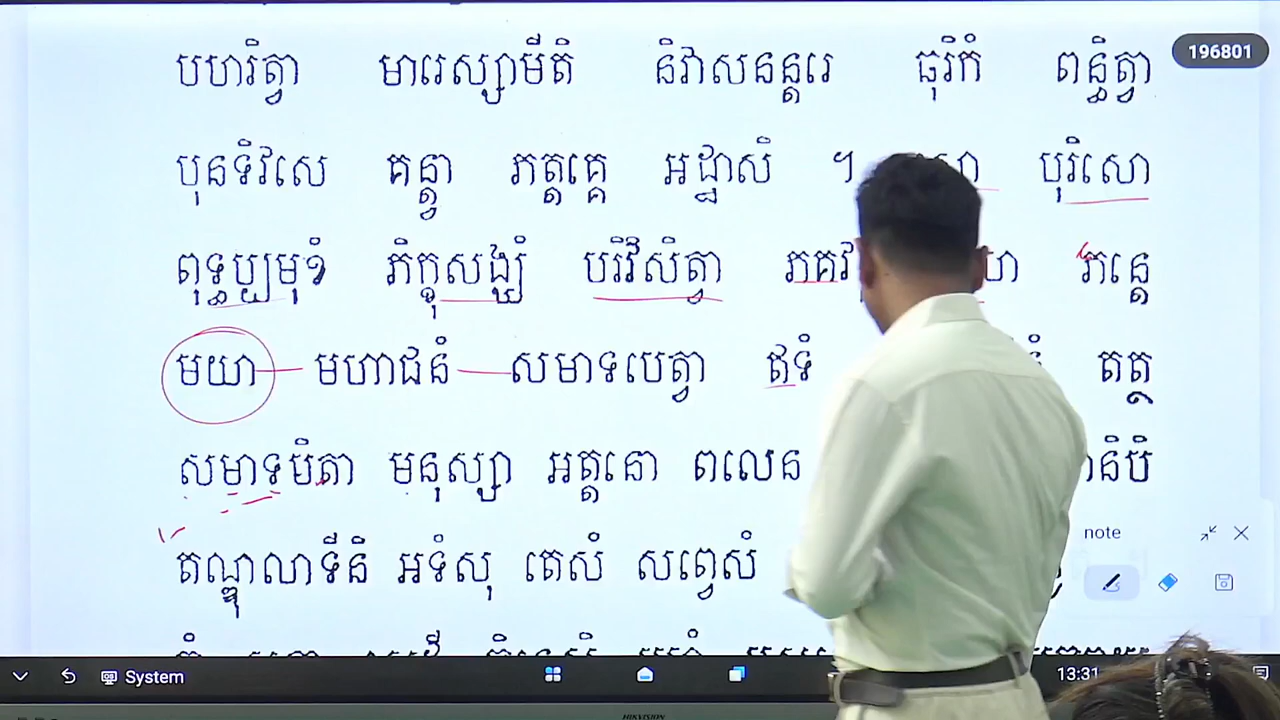 បហរិត្វា មារេស្សាមីតិ និវាសនន្តរេ ធុរិកំ ពន្ធិត្វា
196801
បុនទិវសេ គន្ត្វា ភត្តគ្គេ អដ្ឋាសិ ។ បុរិសោ
ពុទ្ធប្បមុខំ ភិក្ខុសង្ឃំ បរិវិសិត្វា ភន្តេ
មយា មហាជនំ សមាទបេត្វា ឥទំ តត្ថ
សមាទបិតា មនុស្សា អត្តនោ ពលេន
តណ្ឌុលាទីនិ អទំសុ តេសំ សព្វេសំ
note
System
13:31
HIKVISION